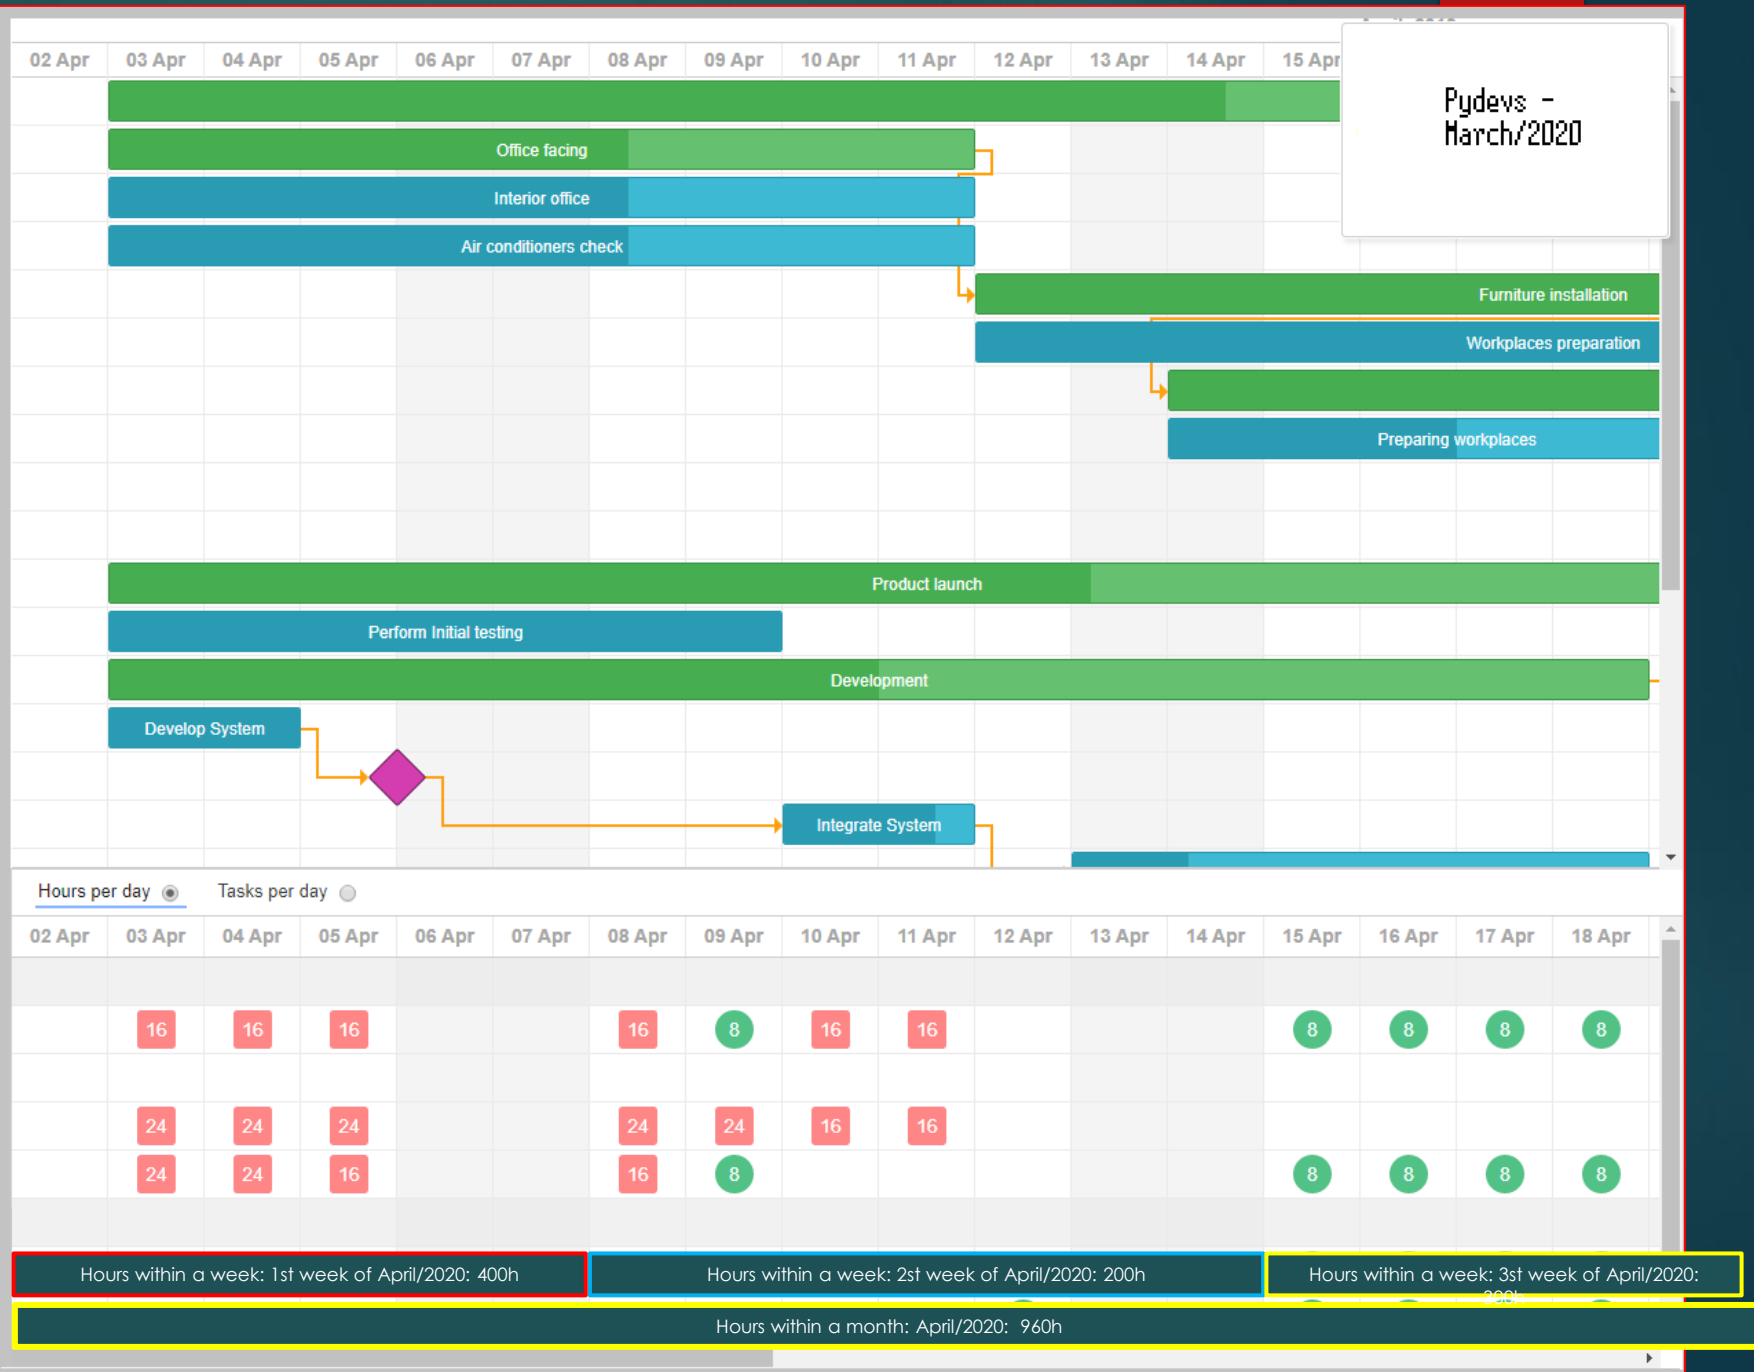 02 Apr 03 Apr 04 Apr 05 Apr 06 Apr 07 Apr 08 Apr 09 Apr 10 Apr 11 Apr 12 Apr 13 Apr 14 Apr 15 Apr
Pydevs -
March/2020
Office facing
Interior office
Air conditioners check
Furniture installation
Workplaces preparation
Preparing workplaces
Product launch
Perform Initial testing
Development
Develop System
Integrate System
Hours per day Tasks per day
02 Apr 03 Apr 04 Apr 05 Apr 06 Apr 07 Apr 08 Apr 09 Apr 10 Apr 11 Apr 12 Apr 13 Apr 14 Apr 15 Apr 16 Apr 17 Apr 18 Apr
16 16 16 16 8 16 16 8 8 8 8
24 24 24 24 24 16 16
24 24 16 16 8 8 8 8 8
Hours within a week: 1st week of April/2020: 400h
Hours within a week: 2st week of April/2020: 200h
Hours within a week: 3st week of April/2020:
Hours within a month: April/2020: 960h